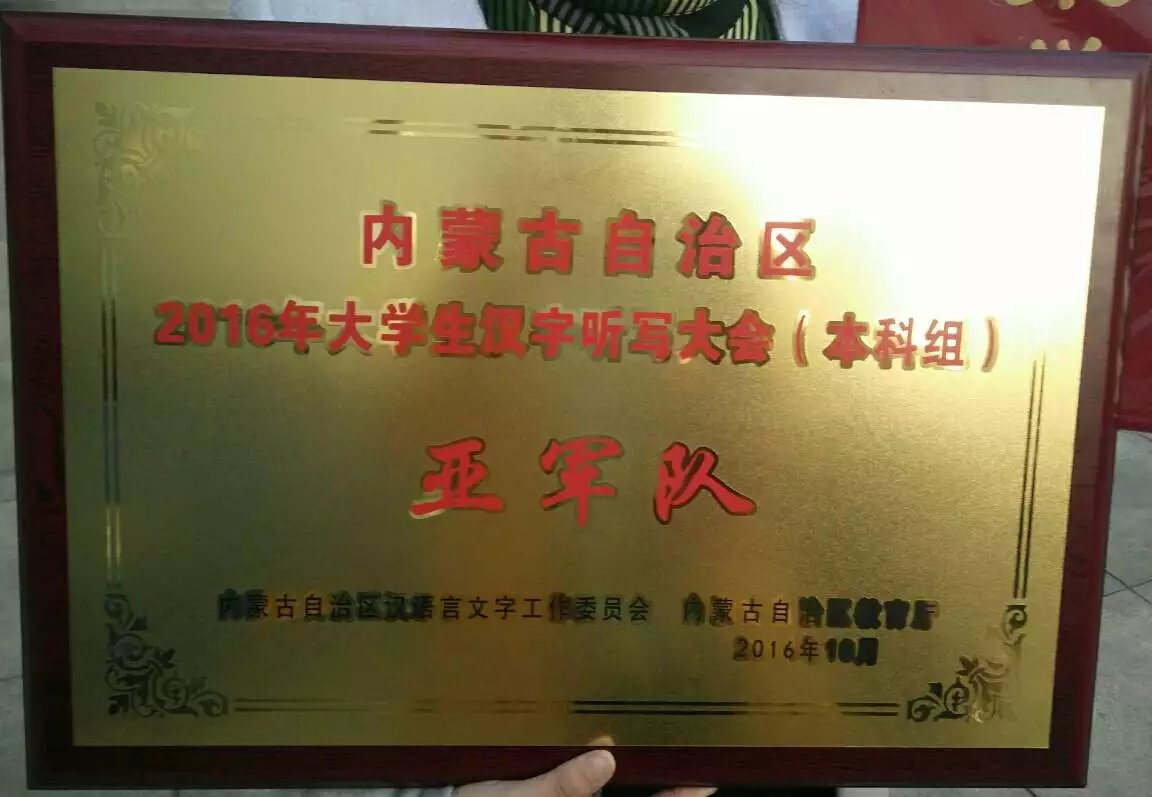 内蒙古自治区
2016年大学生汉字听写大会（本科组）
亚军队
内蒙古自治区汉语言文字工作委员会 内蒙古自治区教育厅
2016年10月